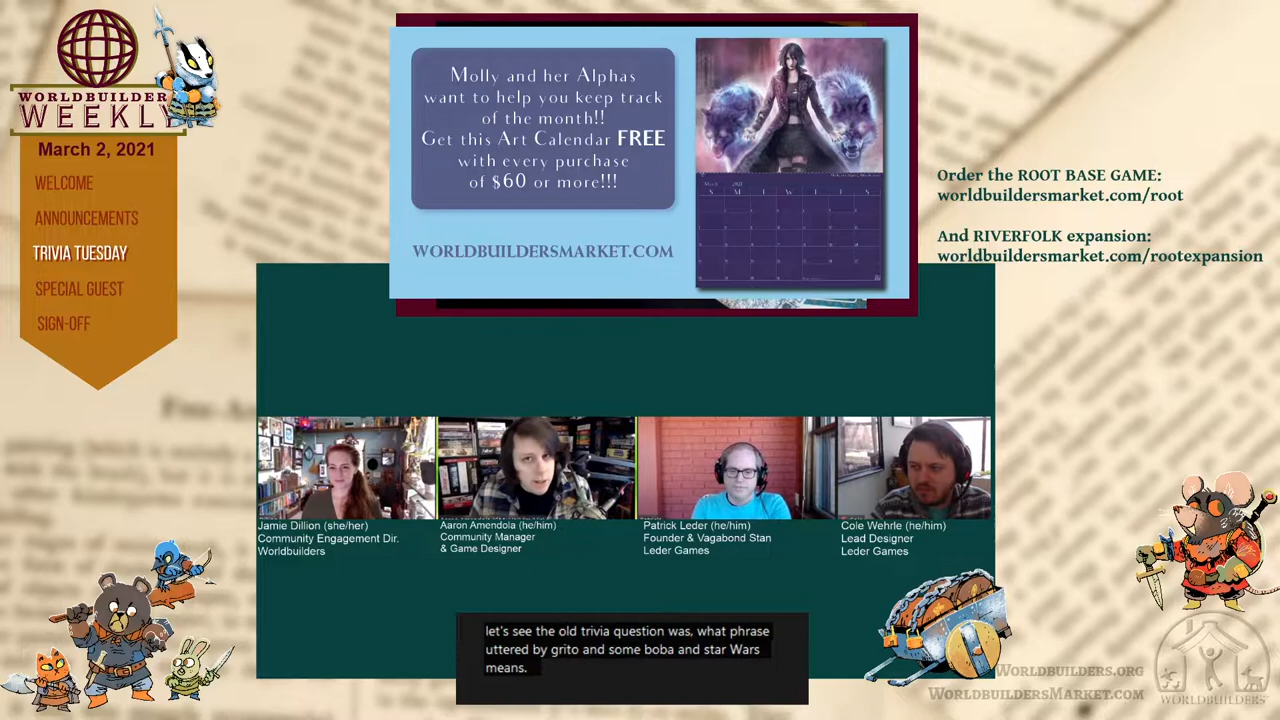 WORLDBUILDER
WEEKLY
March 2, 2021
WELCOME
ANNOUNCEMENTS
TRIVIA TUESDAY
SPECIAL GUEST
SIGN-OFF
Molly and her Alphas
want to help you keep track
of the month!!
Get this Art Calendar FREE
with every purchase
of $60 or more!!!
WORLDBUILDERSMARKET.COM
March 2021
S M T W T F S
Order the ROOT BASE GAME:
worldbuildersmarket.com/root
And RIVERFOLK expansion:
worldbuildersmarket.com/rootexpansion
Jamie Dillion (she/her)
Community Engagement Dir.
Worldbuilders
Aaron Amendola (he/him)
Community Manager
& Game Designer
Patrick Leder (he/him)
Founder & Vagabond Stan
Leder Games
Cole Wehrle (he/him)
Lead Designer
Leder Games
let's see the old trivia question was, what phrase
uttered by grito and some boba and star Wars
means.
WORLDBUILDERS.ORG
WORLDBUILDERSMARKET.COM
WORLDBUILDERS